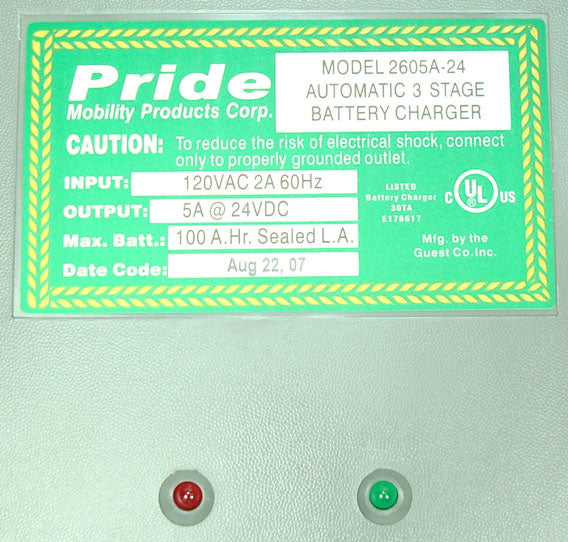 Pride
Mobility Products Corp.
MODEL 2605A-24
AUTOMATIC 3 STAGE
BATTERY CHARGER
CAUTION: To reduce the risk of electrical shock, connect
only to properly grounded outlet.
INPUT: 120VAC 2A 60Hz
OUTPUT: 5A @ 24VDC
Max. Batt.: 100 A.Hr. Sealed L.A.
Date Code: Aug 22, 07
LISTED
Battery Charger
30TA
E176617
C UL US
Mfg. by the
Guest Co. Inc.